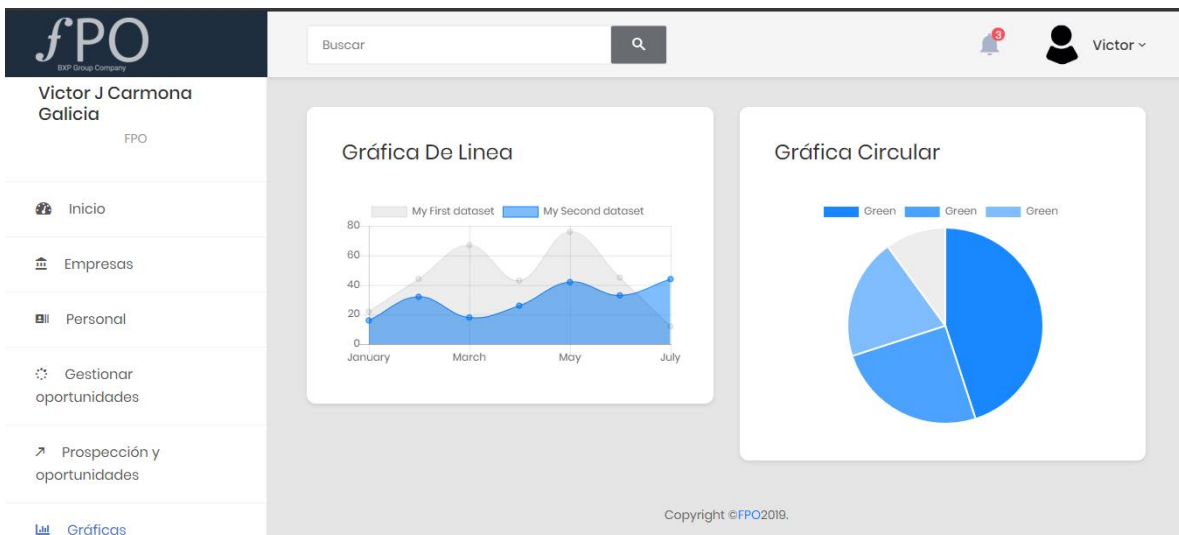 fPO
BXP Group Company
Buscar
3
Victor
Victor J Carmona
Galicia
FPO
Inicio
Empresas
Personal
Gestionar
oportunidades
Prospección y
oportunidades
Gráficas
Gráfica De Linea
My First dataset My Second dataset
80
60
40
20
0
January March May July
Gráfica Circular
Green Green Green
Copyright ©FPO2019.